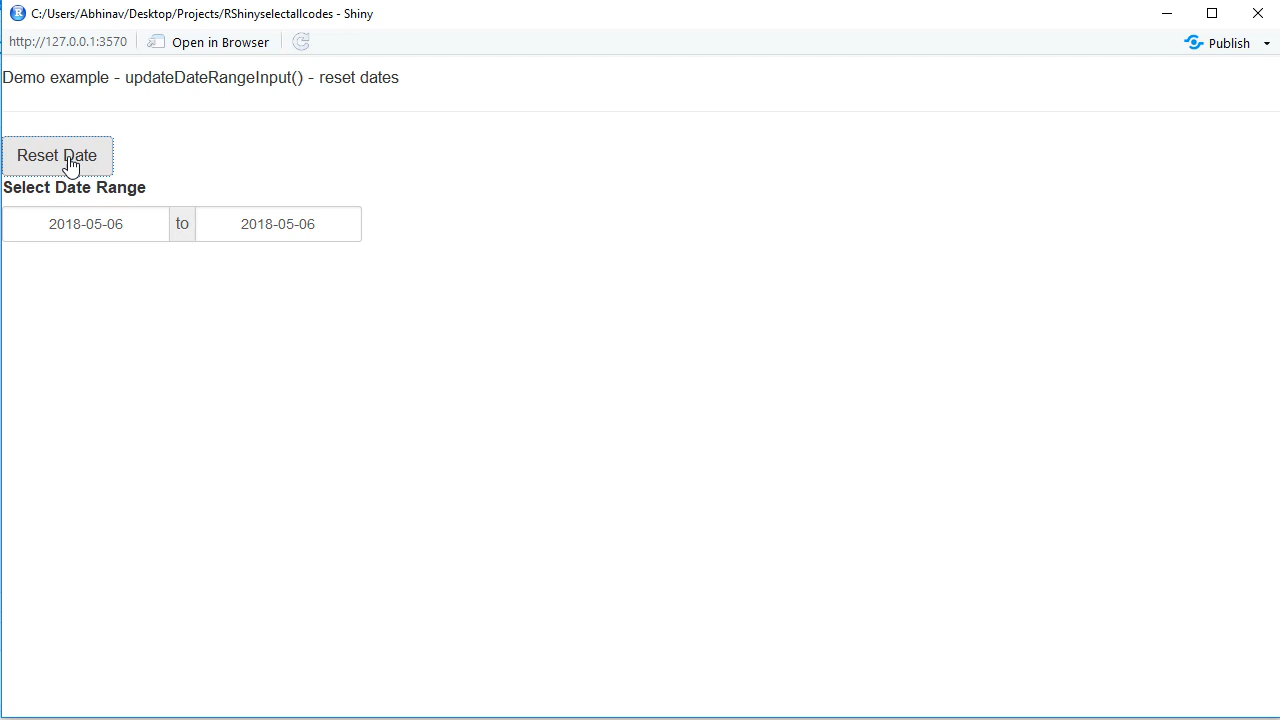 C:/Users/Abhinav/Desktop/Projects/RShinyselectallcodes - Shiny
http://127.0.0.1:3570 Open in Browser Publish
Demo example - updateDateRangeInput() - reset dates
Reset Date
Select Date Range
2018-05-06 to 2018-05-06